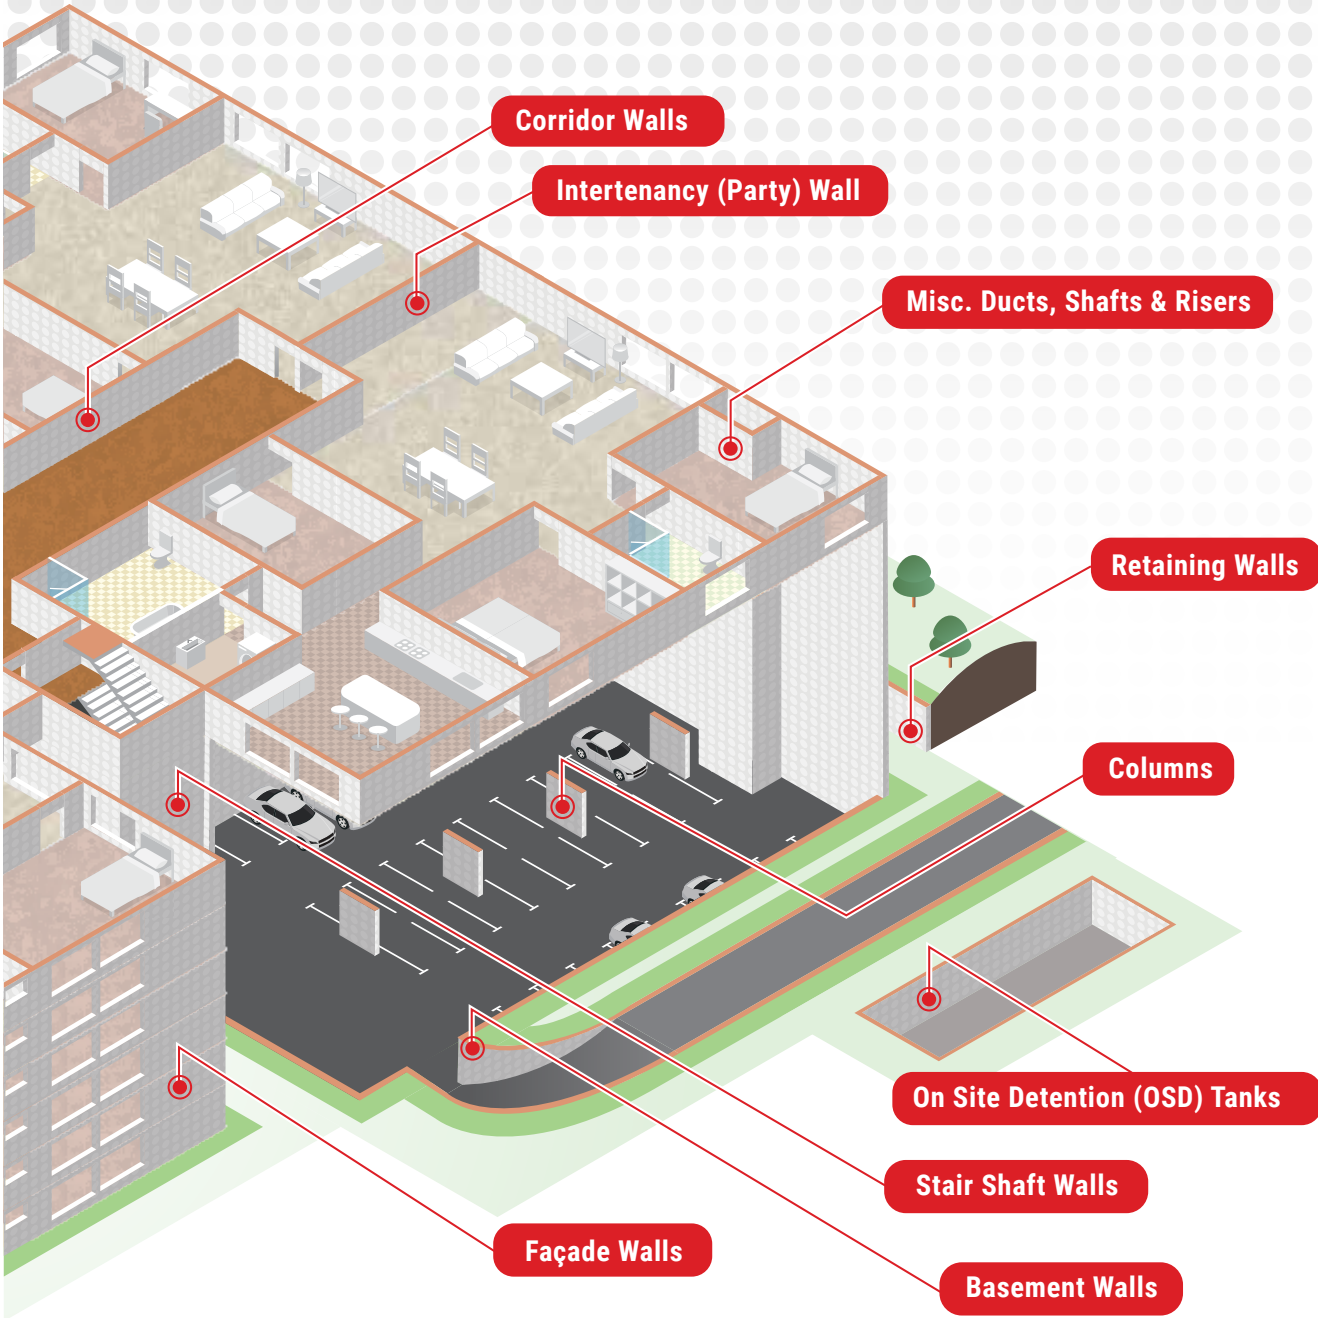 Corridor Walls
Intertenancy (Party) Wall
Misc. Ducts, Shafts & Risers
Retaining Walls
Columns
On Site Detention (OSD) Tanks
Stair Shaft Walls
Façade Walls
Basement Walls